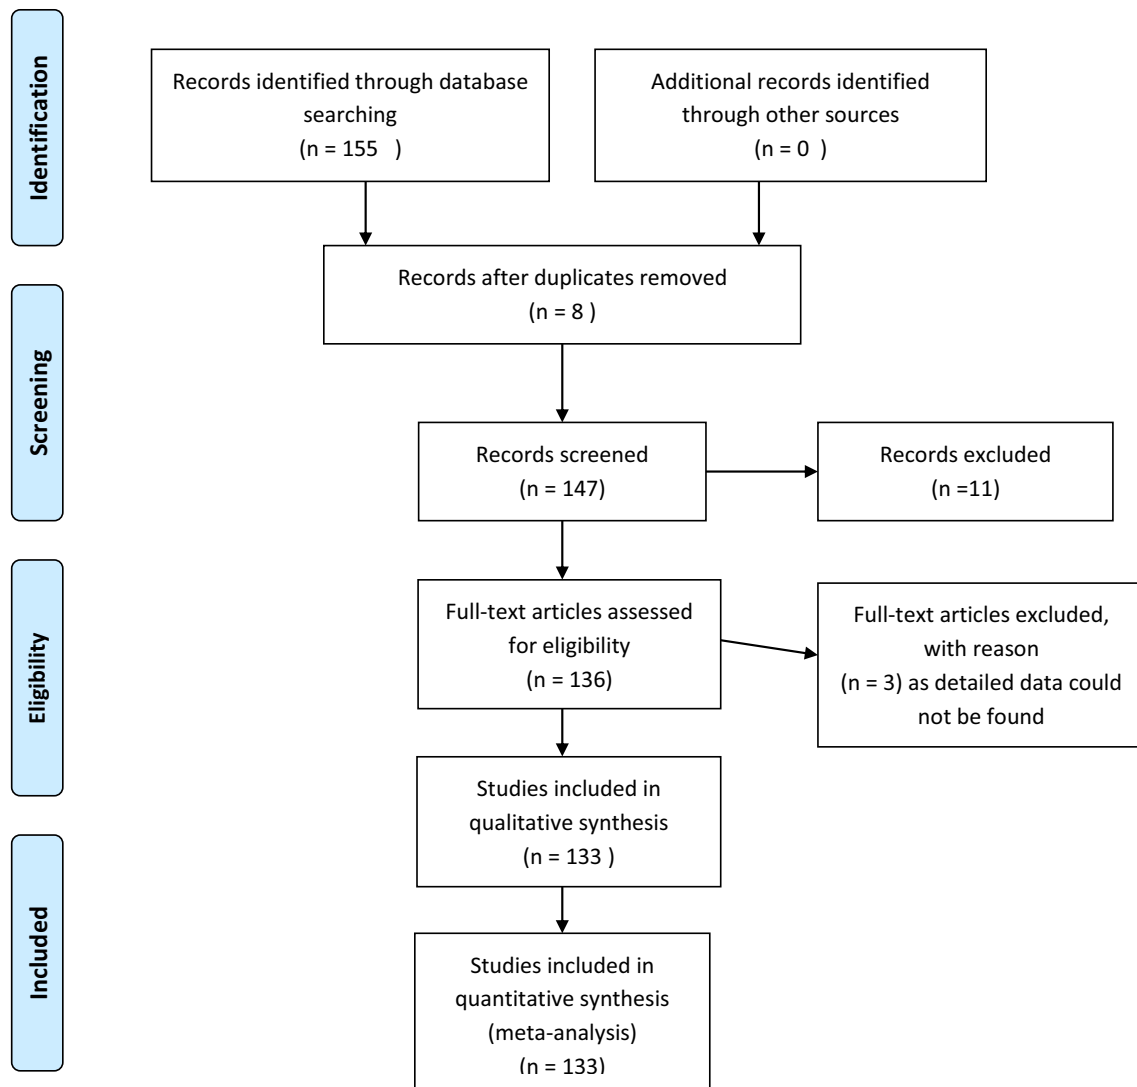 Identification
Records identified through database
searching
(n = 155 )
Additional records identified
through other sources
(n = 0 )
Records after duplicates removed
(n = 8 )
Screening
Records screened
(n = 147)
Records excluded
(n =11)
Eligibility
Full-text articles assessed
for eligibility
(n = 136)
Full-text articles excluded,
with reason
(n = 3) as detailed data could
not be found
Studies included in
qualitative synthesis
(n = 133 )
Included
Studies included in
quantitative synthesis
(meta-analysis)
(n = 133)